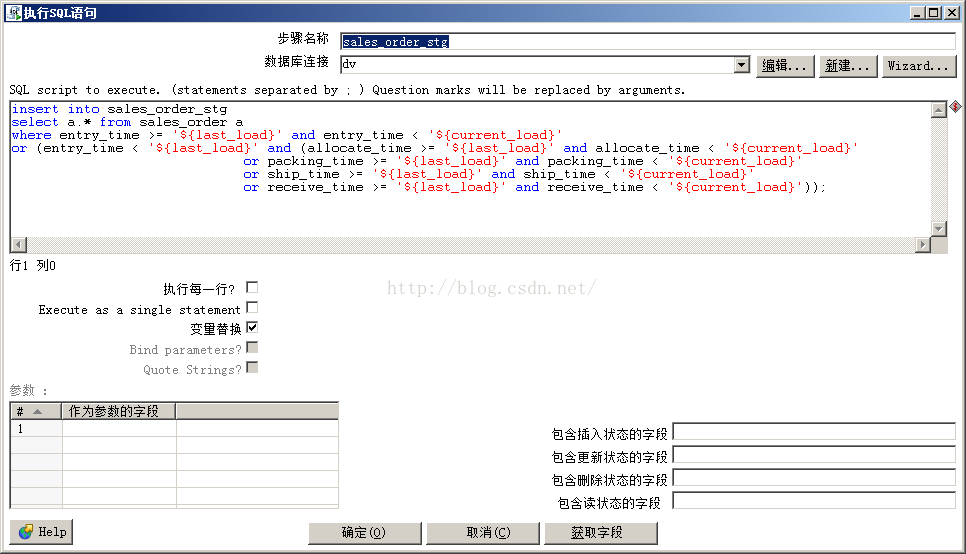 执行SQL语句
步骤名称 sales_order_stg
数据库连接 dv 编辑... 新建... Wizard...
SQL script to execute. (statements separated by ; ) Question marks will be replaced by arguments.
insert into sales_order_stg
select a.* from sales_order a
where entry_time >= '${last_load}' and entry_time < '${current_load}'
or (entry_time < '${last_load}' and (allocate_time >= '${last_load}' and allocate_time < '${current_load}'
or packing_time >= '${last_load}' and packing_time < '${current_load}'
or ship_time >= '${last_load}' and ship_time < '${current_load}'
or receive_time >= '${last_load}' and receive_time < '${current_load}'));
行1 列0
执行每一行?
http://blog.csdn.net/
Execute as a single statement
变量替换
Bind parameters?
Quote Strings?
参数 :
# 作为参数的字段
1
包含插入状态的字段
包含更新状态的字段
包含删除状态的字段
包含读状态的字段
Help 确定(O) 取消(C) 获取字段